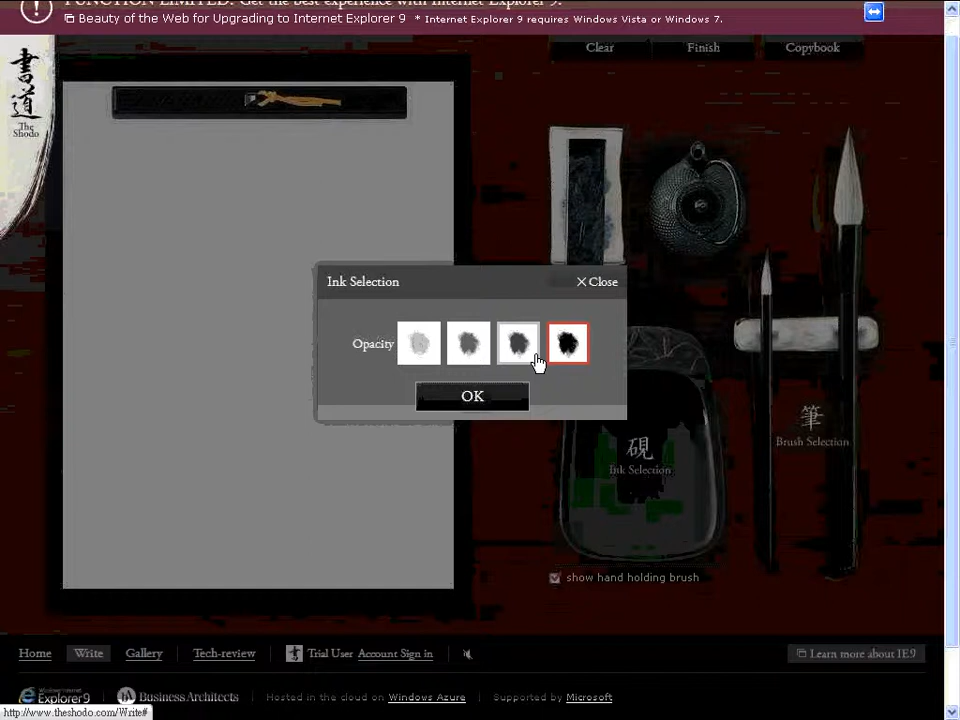 FUNCTION LIMITED: Get the best experience with Internet Explorer 9.
Beauty of the Web for Upgrading to Internet Explorer 9 * Internet Explorer 9 requires Windows Vista or Windows 7.
書道
The
Shodo
Clear Finish Copybook
Ink Selection Close
Opacity
OK
硯
Ink Selection
筆
Brush Selection
show hand holding brush
Home Write Gallery Tech-review Trial User Account Sign in Learn more about IE9
Windows Internet
Explorer9 Business Architects Hosted in the cloud on Windows Azure Supported by Microsoft
http://www.theshodo.com/Write#